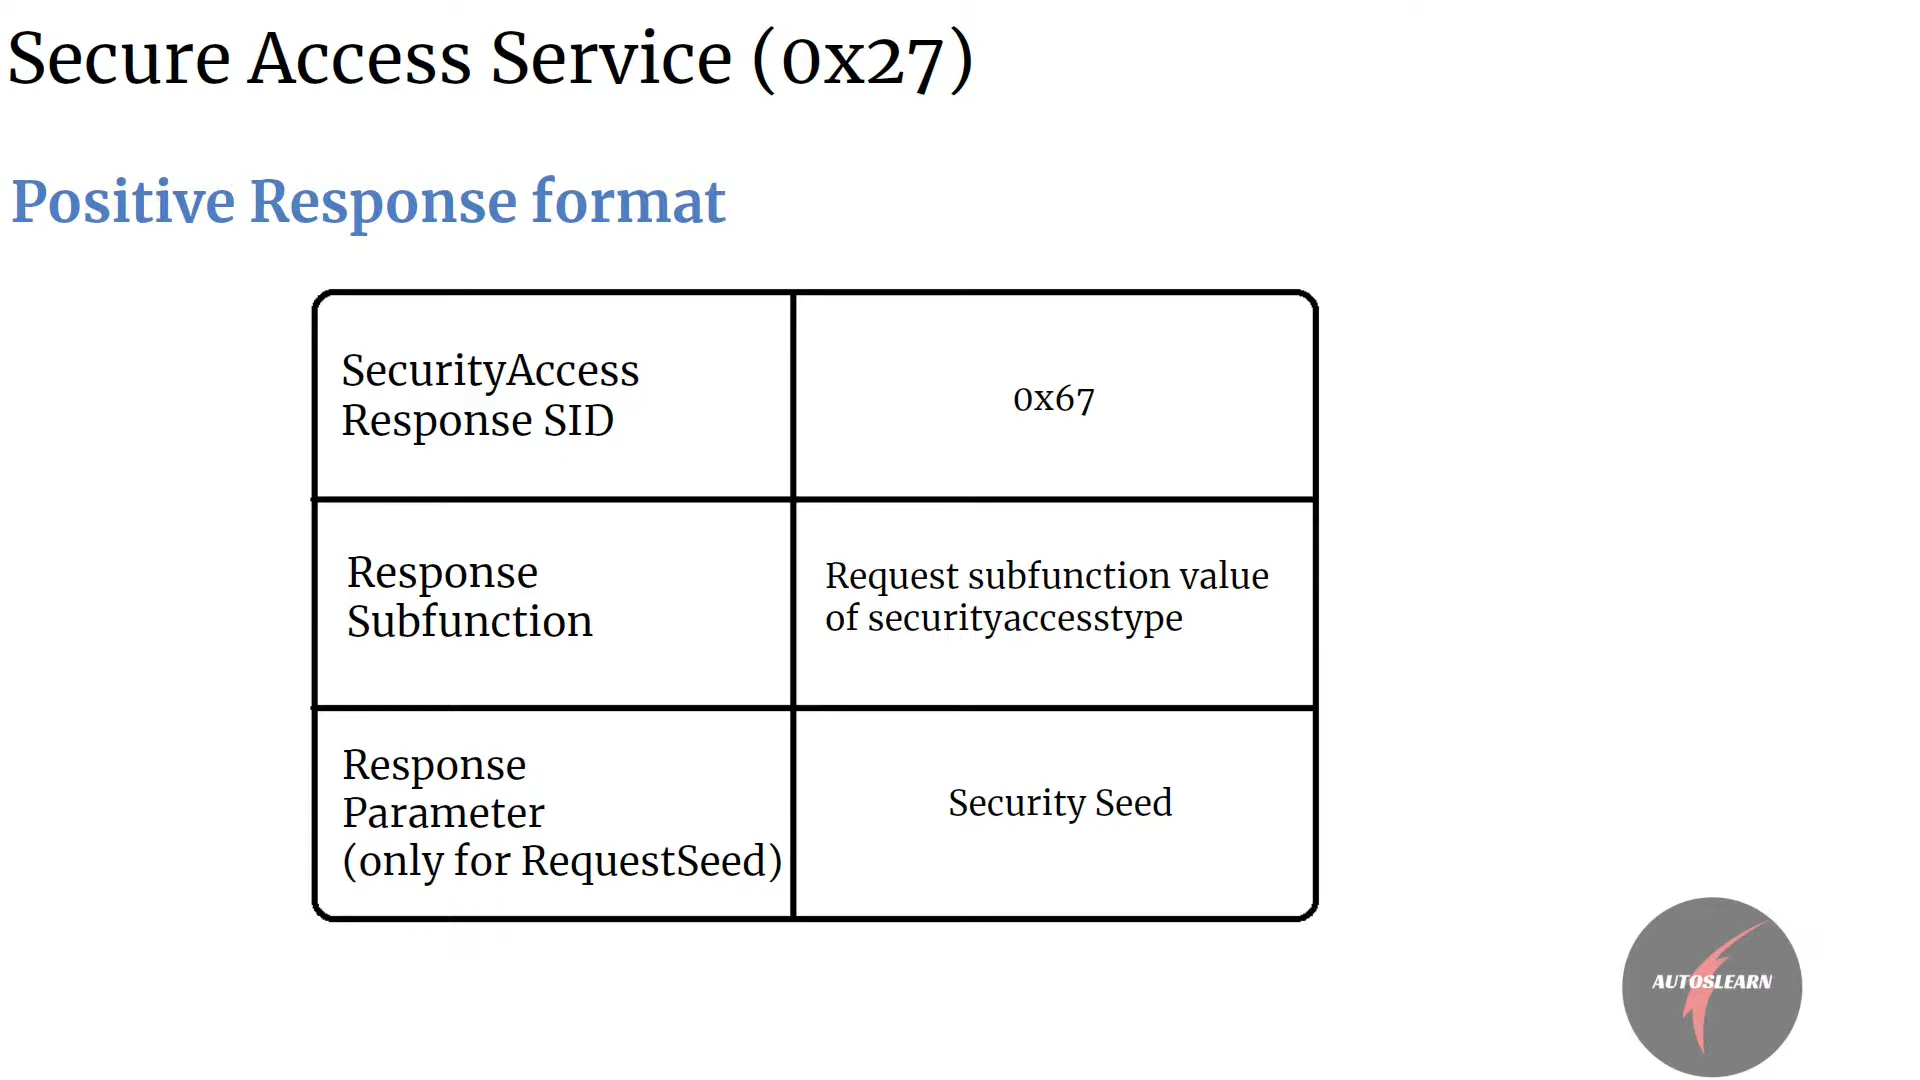 Secure Access Service (0x27)
Positive Response format
SecurityAccess
Response SID
0x67
Response
Subfunction
Request subfunction value
of securityaccesstype
Response
Parameter
(only for RequestSeed)
Security Seed
AUTOSLEARN